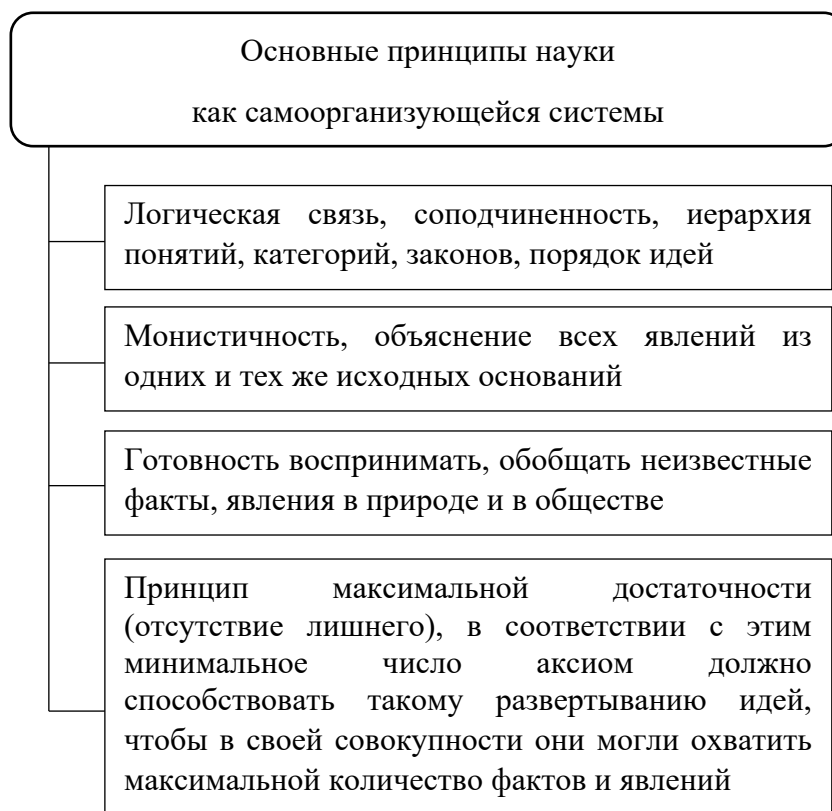 Основные принципы науки
как самоорганизующейся системы
Логическая связь, соподчиненность, иерархия
понятий, категорий, законов, порядок идей
Монистичность, объяснение всех явлений из
одних и тех же исходных оснований
Готовность воспринимать, обобщать неизвестные
факты, явления в природе и в обществе
Принцип максимальной достаточности
(отсутствие лишнего), в соответствии с этим
минимальное число аксиом должно
способствовать такому развертыванию идей,
чтобы в своей совокупности они могли охватить
максимальной количество фактов и явлений